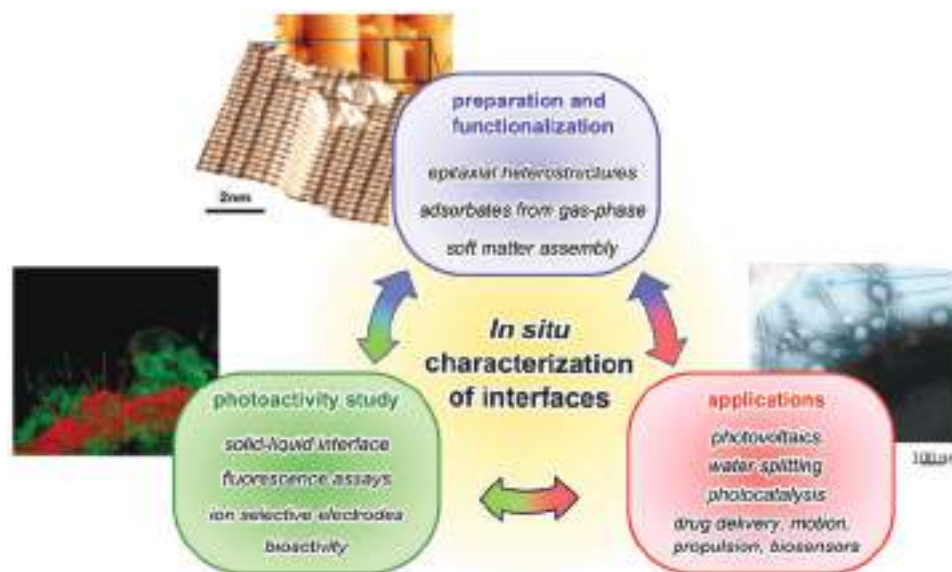 preparation and
functionalization
epitaxial heterostructures
adsorbates from gas-phase
soft matter assembly
2nm
In situ
characterization
of interfaces
photoactivity study
solid-liquid interface
fluorescence assays
ion selective electrodes
bioactivity
applications
photovoltaics
water splitting
photocatalysis
drug delivery, motion,
propulsion, biosensors